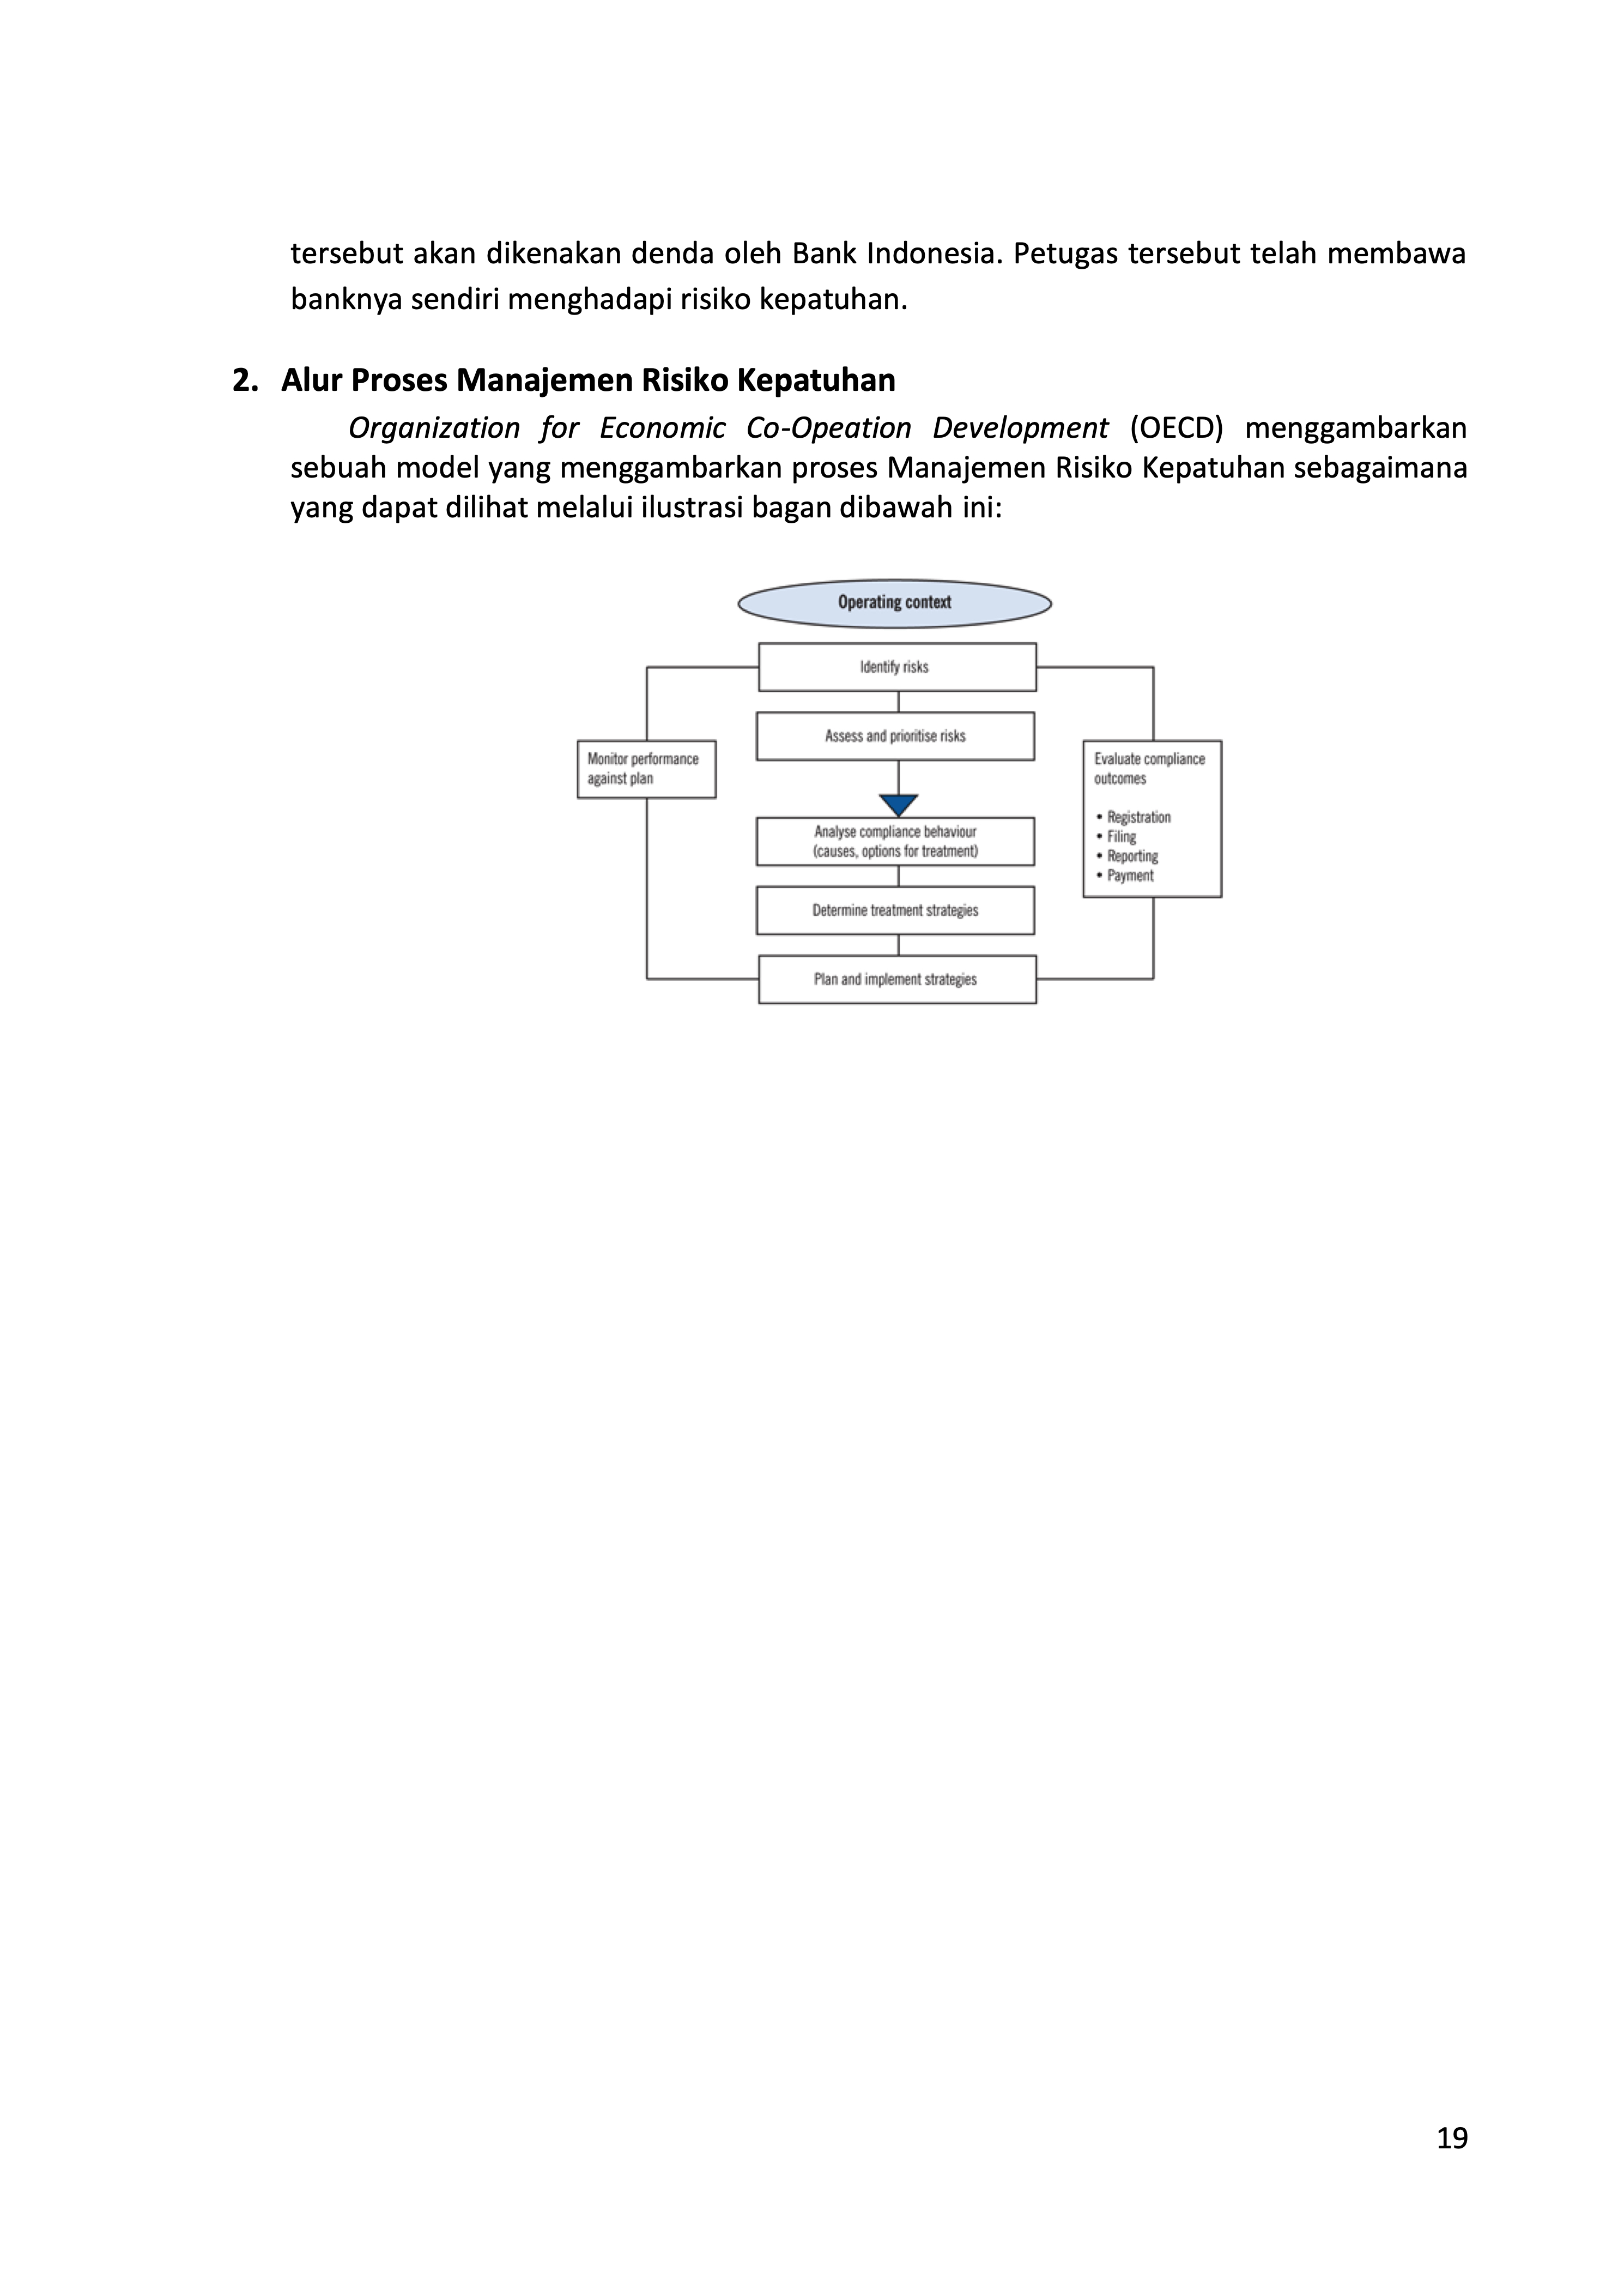 tersebut akan dikenakan denda oleh Bank Indonesia. Petugas tersebut telah membawa
banknya sendiri menghadapi risiko kepatuhan.
2. Alur Proses Manajemen Risiko Kepatuhan
Organization for Economic Co-Opeation Development (OECD) menggambarkan
sebuah model yang menggambarkan proses Manajemen Risiko Kepatuhan sebagaimana
yang dapat dilihat melalui ilustrasi bagan dibawah ini:
Operating context
Identify risks
Assess and prioritise risks
Monitor performance
against plan
Evaluate compliance
outcomes
• Registration
• Filing
• Reporting
• Payment
Analyse compliance behaviour
(causes, options for treatment)
Determine treatment strategies
Plan and implement strategies
19